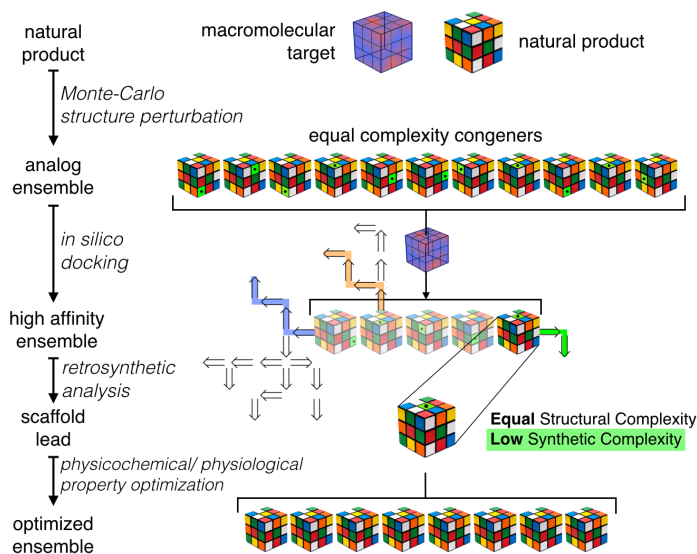 natural
product
macromolecular
target
natural product
Monte-Carlo
structure perturbation
equal complexity congeners
analog
ensemble
in silico
docking
high affinity
ensemble
retrosynthetic
analysis
scaffold
lead
Equal Structural Complexity
Low Synthetic Complexity
physicochemical/ physiological
property optimization
optimized
ensemble